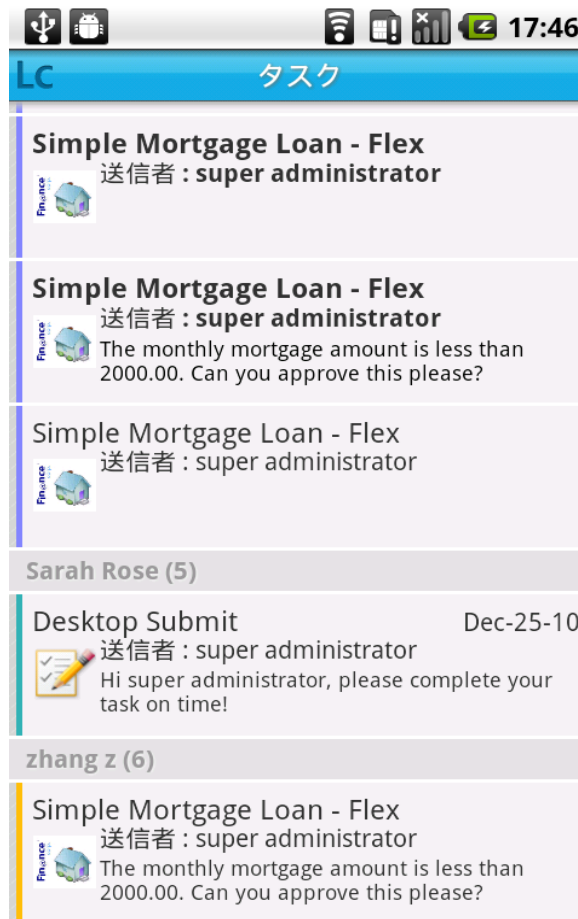 17:46
LC
タスク
Simple Mortgage Loan - Flex
送信者 : super administrator
Finance
Simple Mortgage Loan - Flex
送信者 : super administrator
Finance
The monthly mortgage amount is less than
2000.00. Can you approve this please?
Simple Mortgage Loan - Flex
送信者 : super administrator
Finance
Sarah Rose (5)
Desktop Submit
Dec-25-10
送信者 : super administrator
Hi super administrator, please complete your
task on time!
zhang z (6)
Simple Mortgage Loan - Flex
送信者 : super administrator
Finance
The monthly mortgage amount is less than
2000.00. Can you approve this please?